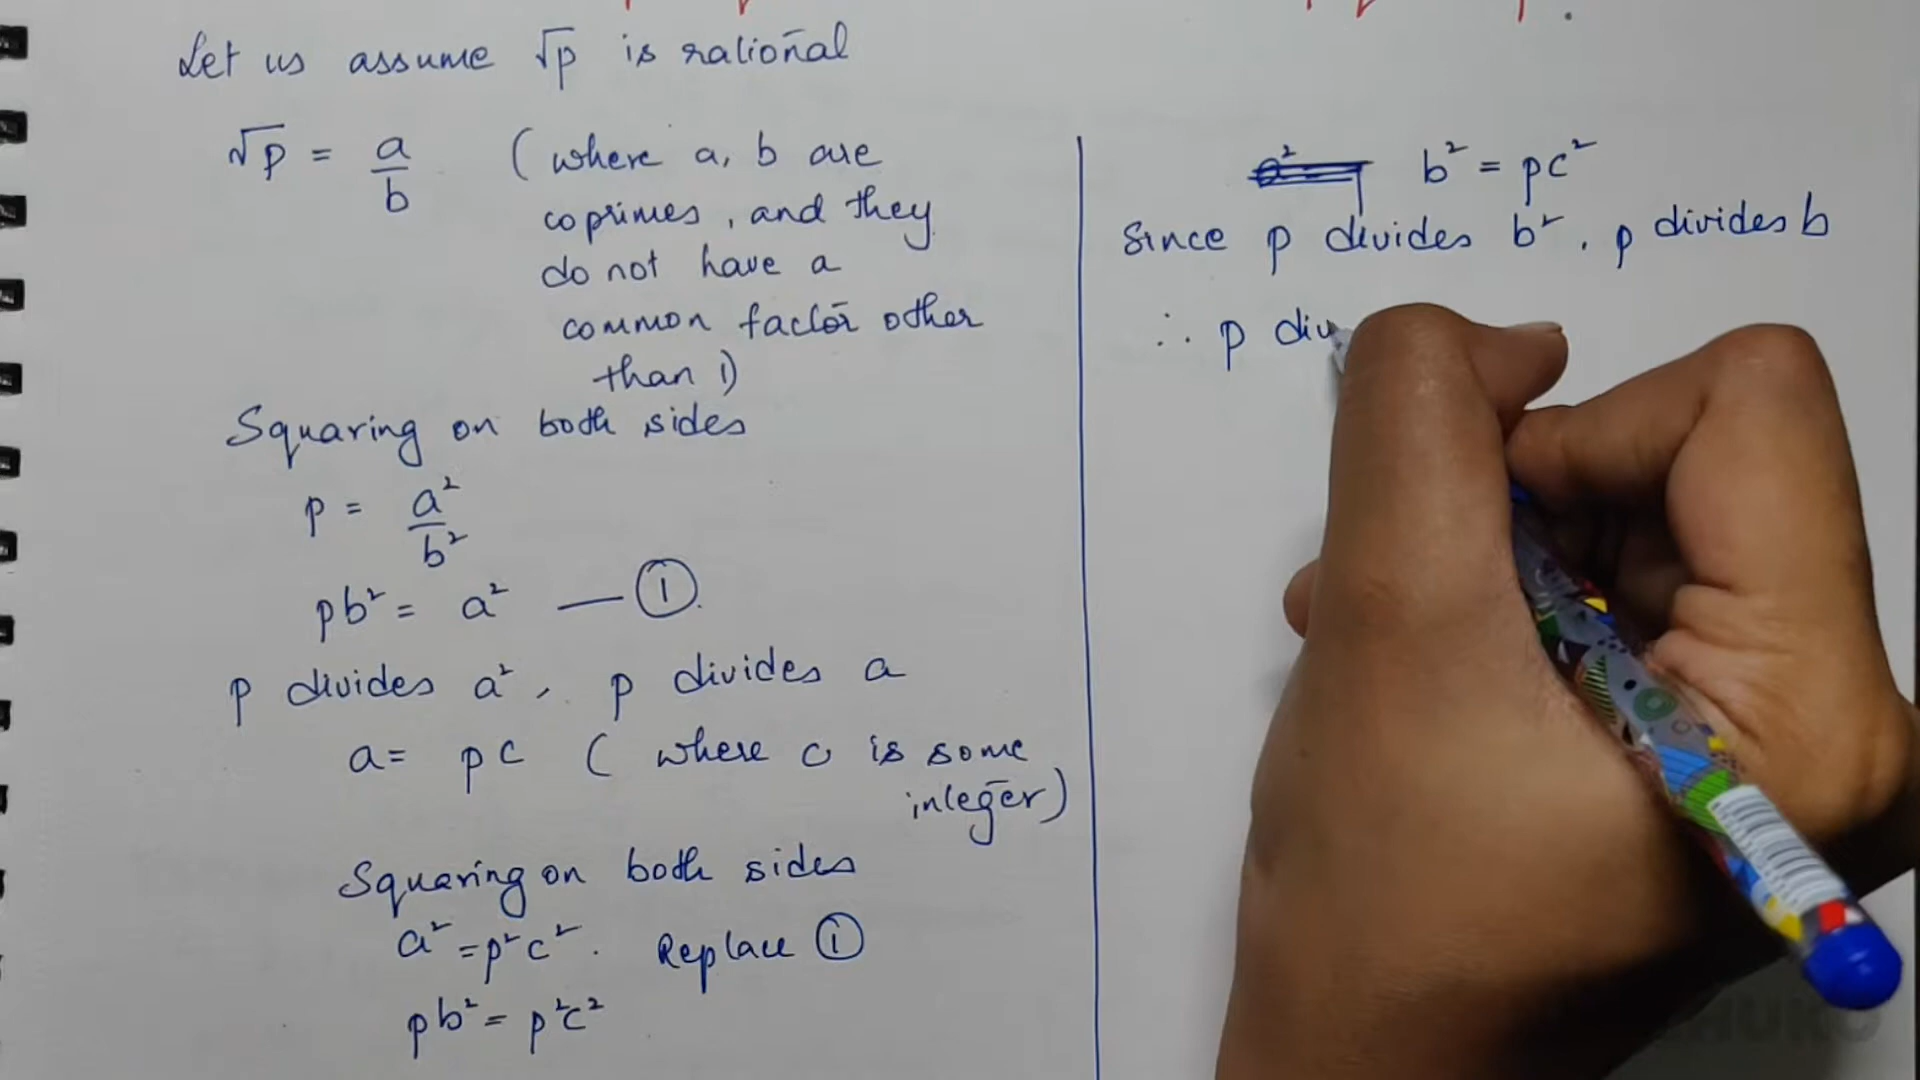 Let us assume √p is rational
√p = a/b (where a, b are
coprimes, and they
do not have a
common factor other
than 1)
Squaring on both sides
p = a²/b²
pb² = a² — ①.
p divides a², p divides a
a = pc ( where c is some
integer)
Squaring on both sides
a² = p²c². Replace ①
pb² = p²c²
b² = pc²
Since p divides b², p divides b
∴ p div